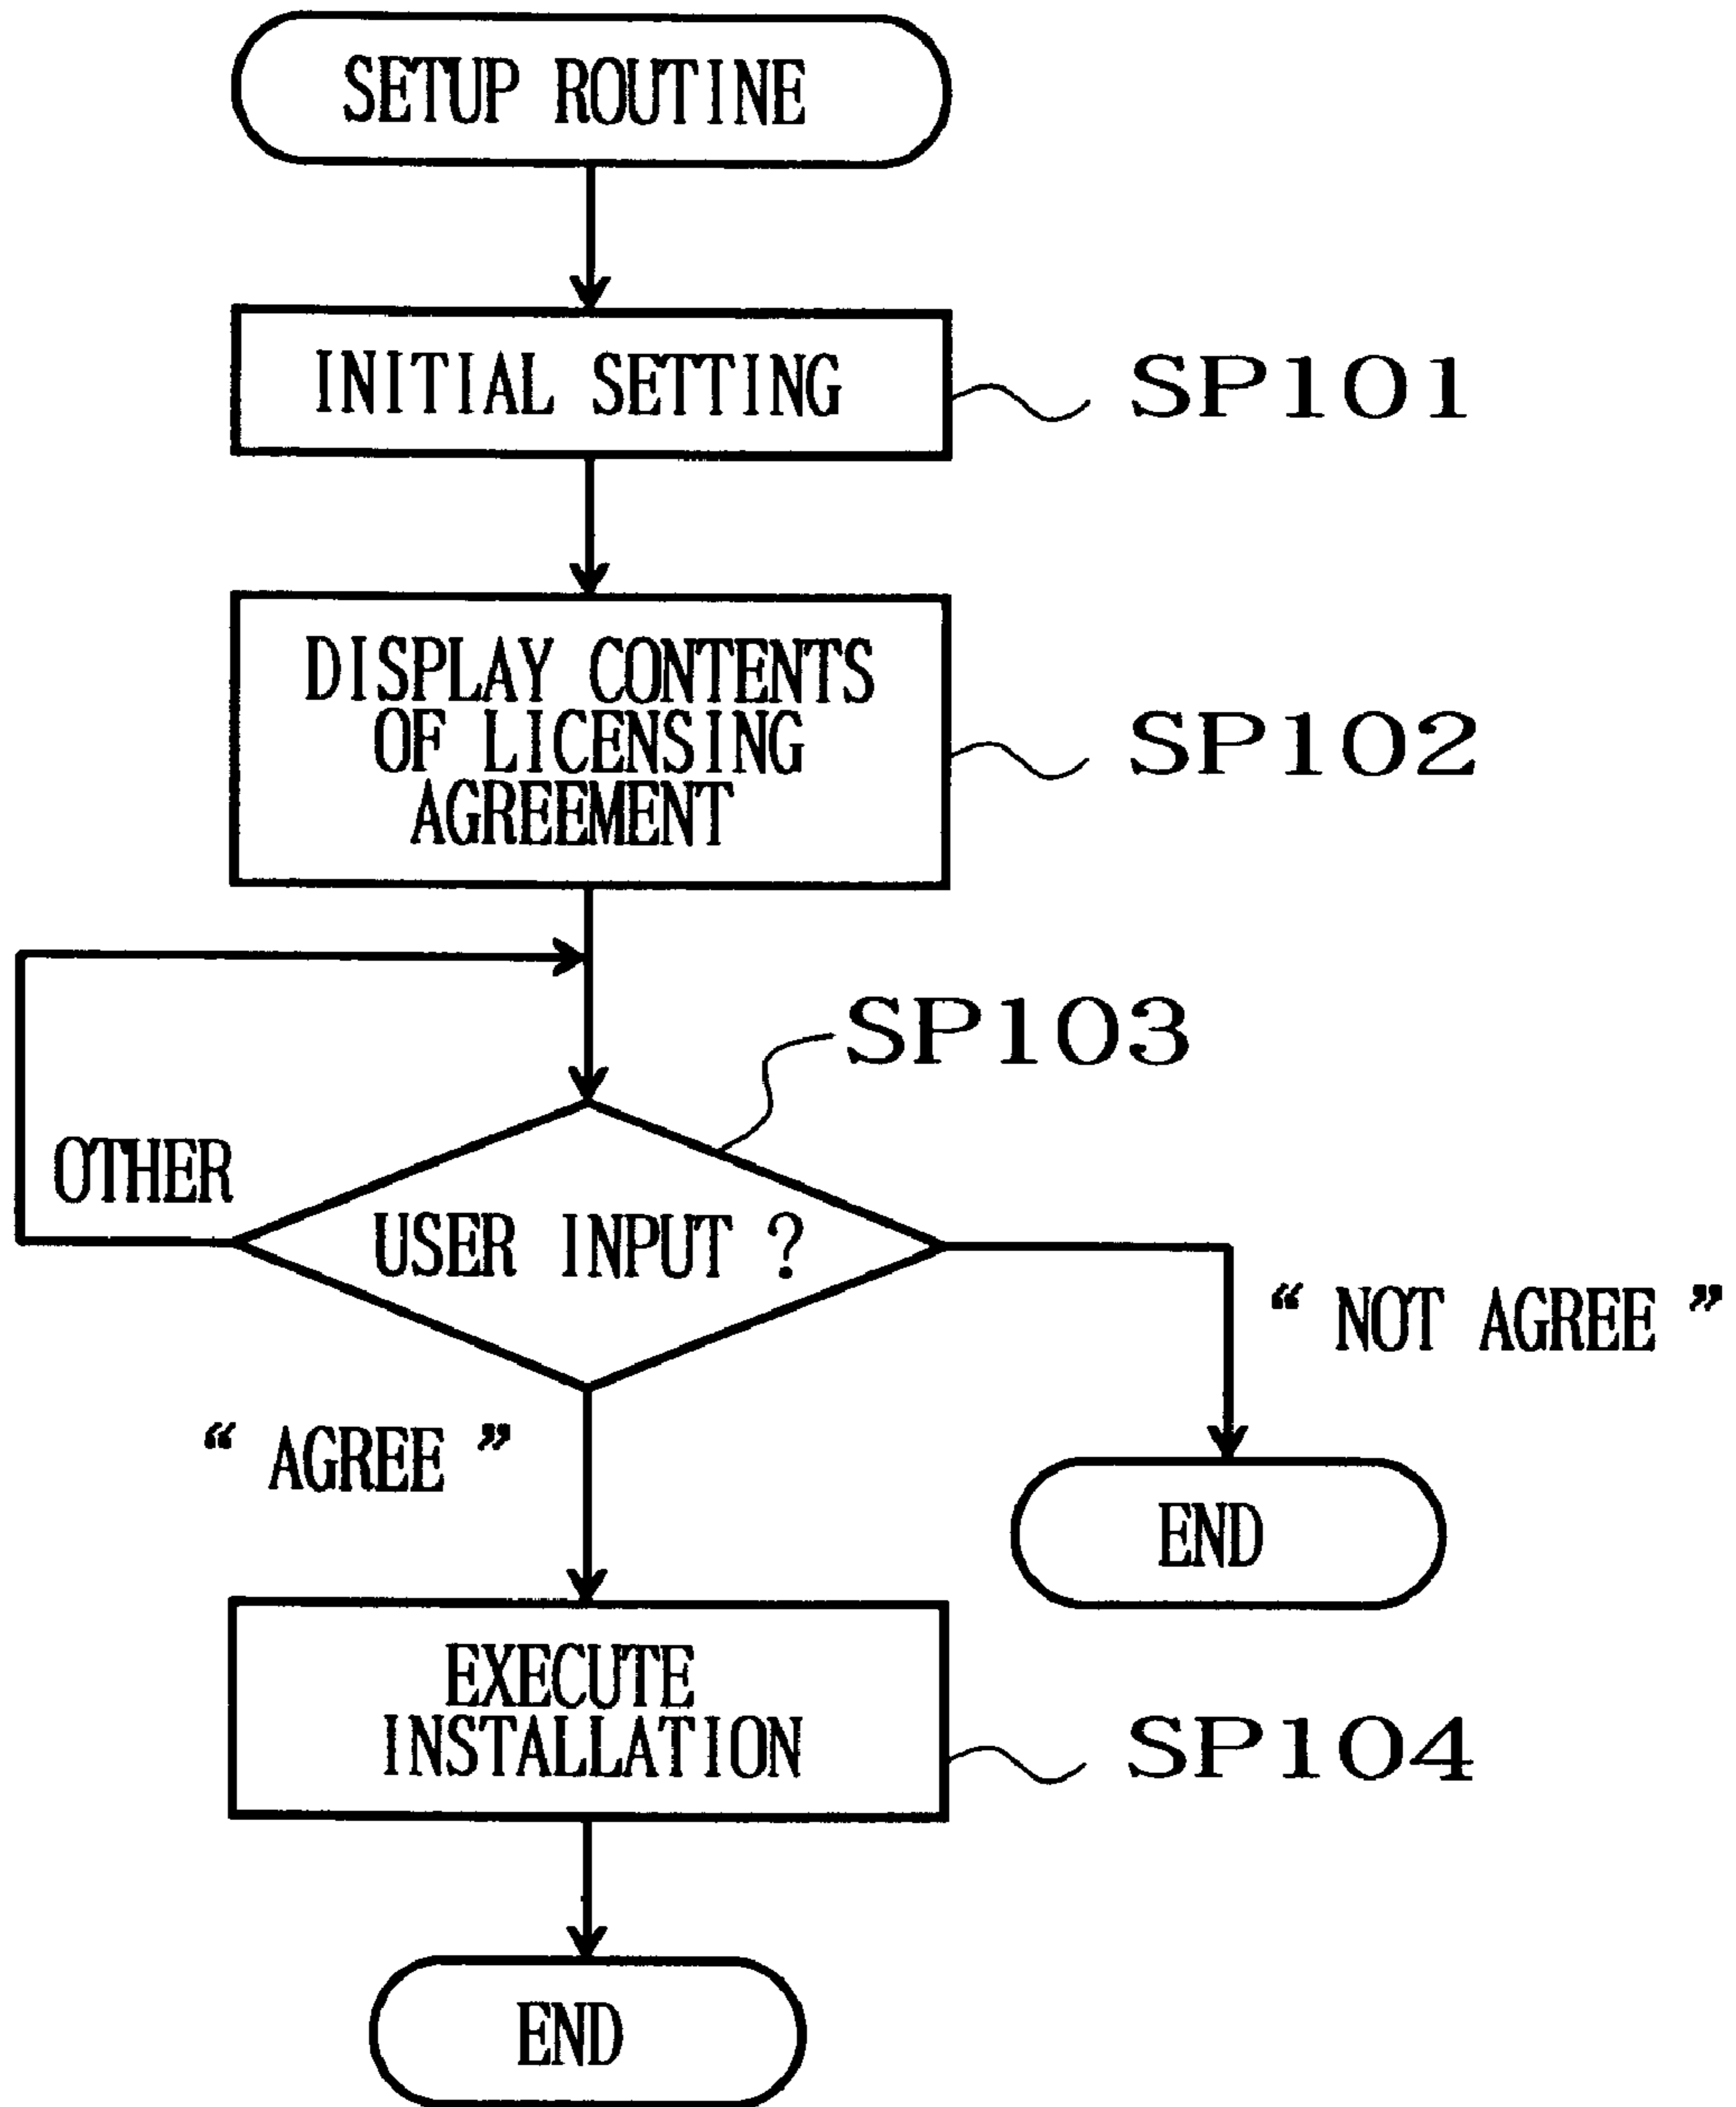 SETUP ROUTINE
INITIAL SETTING
SP101
DISPLAY CONTENTS
OF LICENSING
AGREEMENT
SP102
SP103
OTHER
USER INPUT ?
“ NOT AGREE ”
“ AGREE ”
END
EXECUTE
INSTALLATION
SP104
END